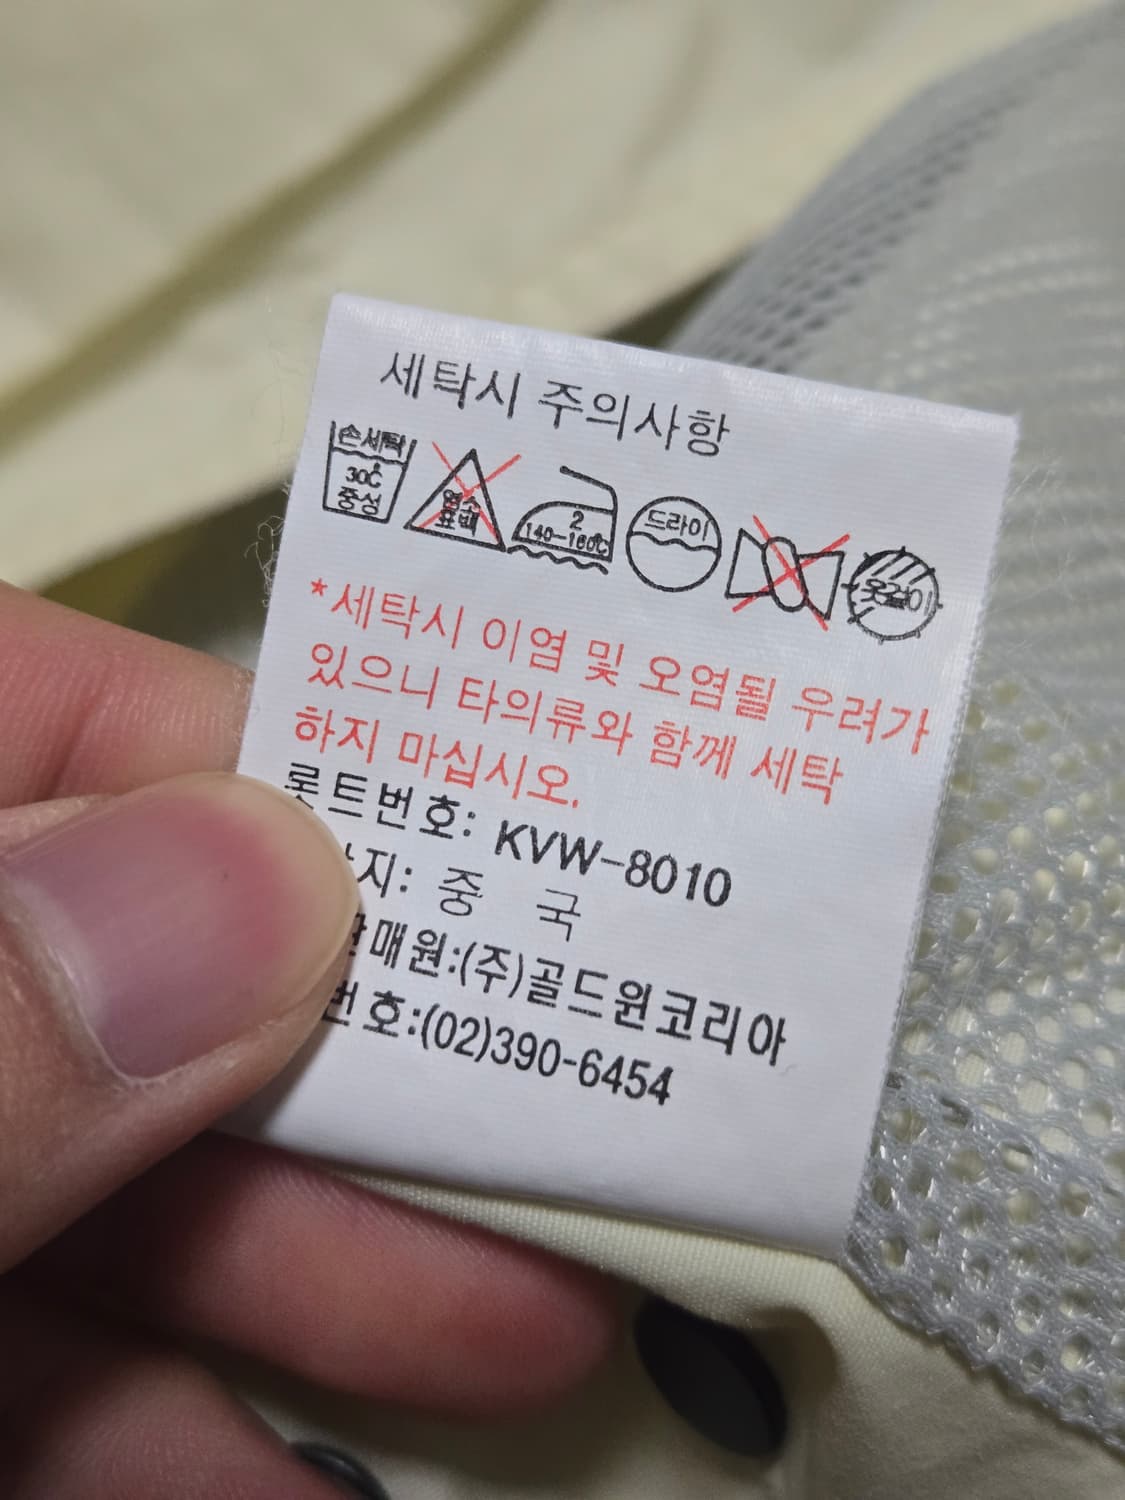 세탁시 주의사항
손세탁 30℃ 중성
염소 표백
2 140-160℃
드라이
옷걸이
*세탁시 이염 및 오염될 우려가
있으니 타의류와 함께 세탁
하지 마십시오.
롯트번호: KVW-8010
지: 중 국
판매원:(주)골드윈코리아
번호:(02)390-6454